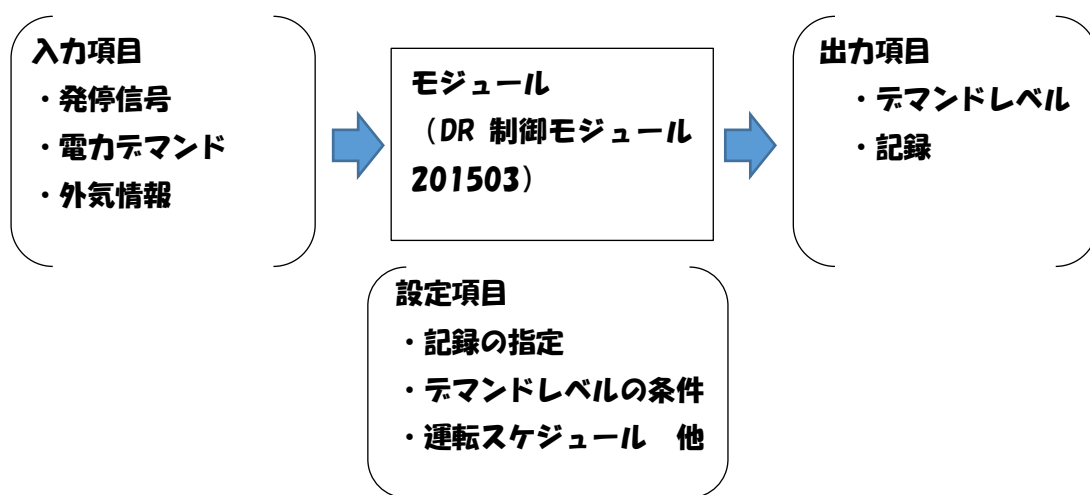 入力項目
・発停信号
・電力デマンド
・外気情報
モジュール
（DR 制御モジュール
201503）
出力項目
・デマンドレベル
・記録
設定項目
・記録の指定
・デマンドレベルの条件
・運転スケジュール　他